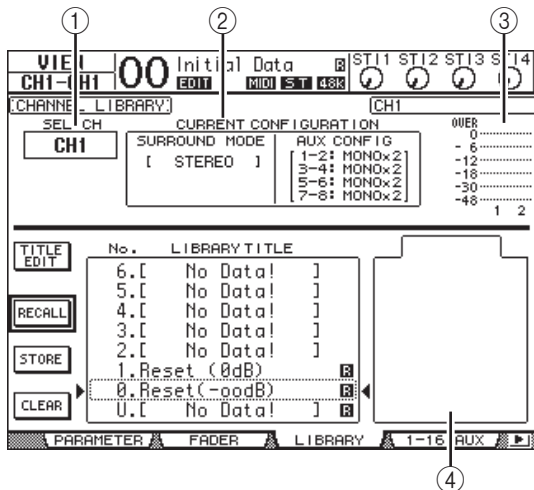 ① ② ③
VIEW Initial Data R ST1 ST2 ST3 ST4
CH1-CH1 00 EDIT MIDI ST 48K
CHANNEL LIBRARY CH1
SEL CH CURRENT CONFIGURATION OVER
CH1 SURROUND MODE AUX CONFIG 0
[ STEREO ] [ 1-2: MONOx2 ] - 6
3-4: MONOx2 -12
5-6: MONOx2 -18
7-8: MONOx2 -30
-48
1 2
TITLE EDIT No. LIBRARY TITLE
6.[ No Data! ]
5.[ No Data! ]
RECALL 4.[ No Data! ]
3.[ No Data! ]
STORE 2.[ No Data! ]
1.Reset (0dB) R
0.Reset(-oodB) R
CLEAR U.[ No Data! ] R
PARAMETER FADER LIBRARY 1-16 AUX
④